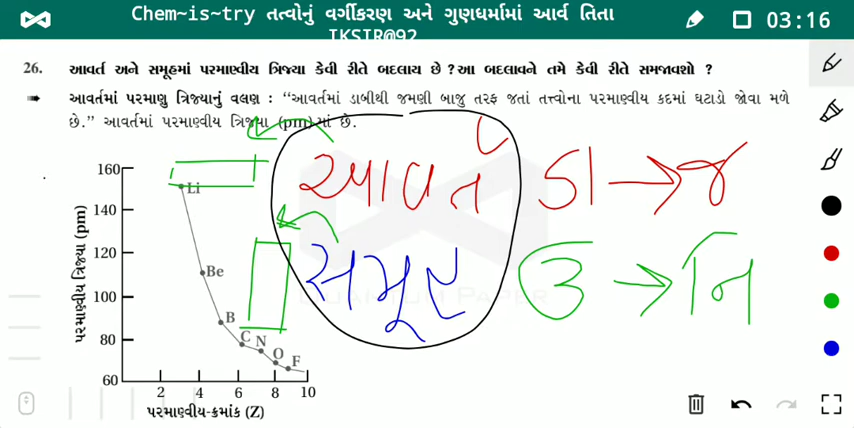 Chem~is~try તત્વોનું વર્ગીકરણ અને ગુણધર્મોમાં આર્વ તિતા
IKSIR@92
03:16
26. આવર્ત અને સમૂહમાં પરમાણ્વીય ત્રિજ્યા કેવી રીતે બદલાય છે ? આ બદલાવને તમે કેવી રીતે સમજાવશો ?
આવર્તમાં પરમાણુ ત્રિજ્યાનું વલણ : “આવર્તમાં ડાબીથી જમણી બાજુ તરફ જતાં તત્ત્વોના પરમાણ્વીય કદમાં ઘટાડો જોવા મળે
છે.” આવર્તમાં પરમાણ્વીય ત્રિજ્યા (pm)માં છે.
આવર્ત ડા → જ
સમૂહ ઉ → નિ
પરમાણ્વીય ત્રિજ્યા (pm)
160
140
120
100
80
60
Li
Be
B
C N
O F
2 4 6 8 10
પરમાણ્વીય-ક્રમાંક (Z)